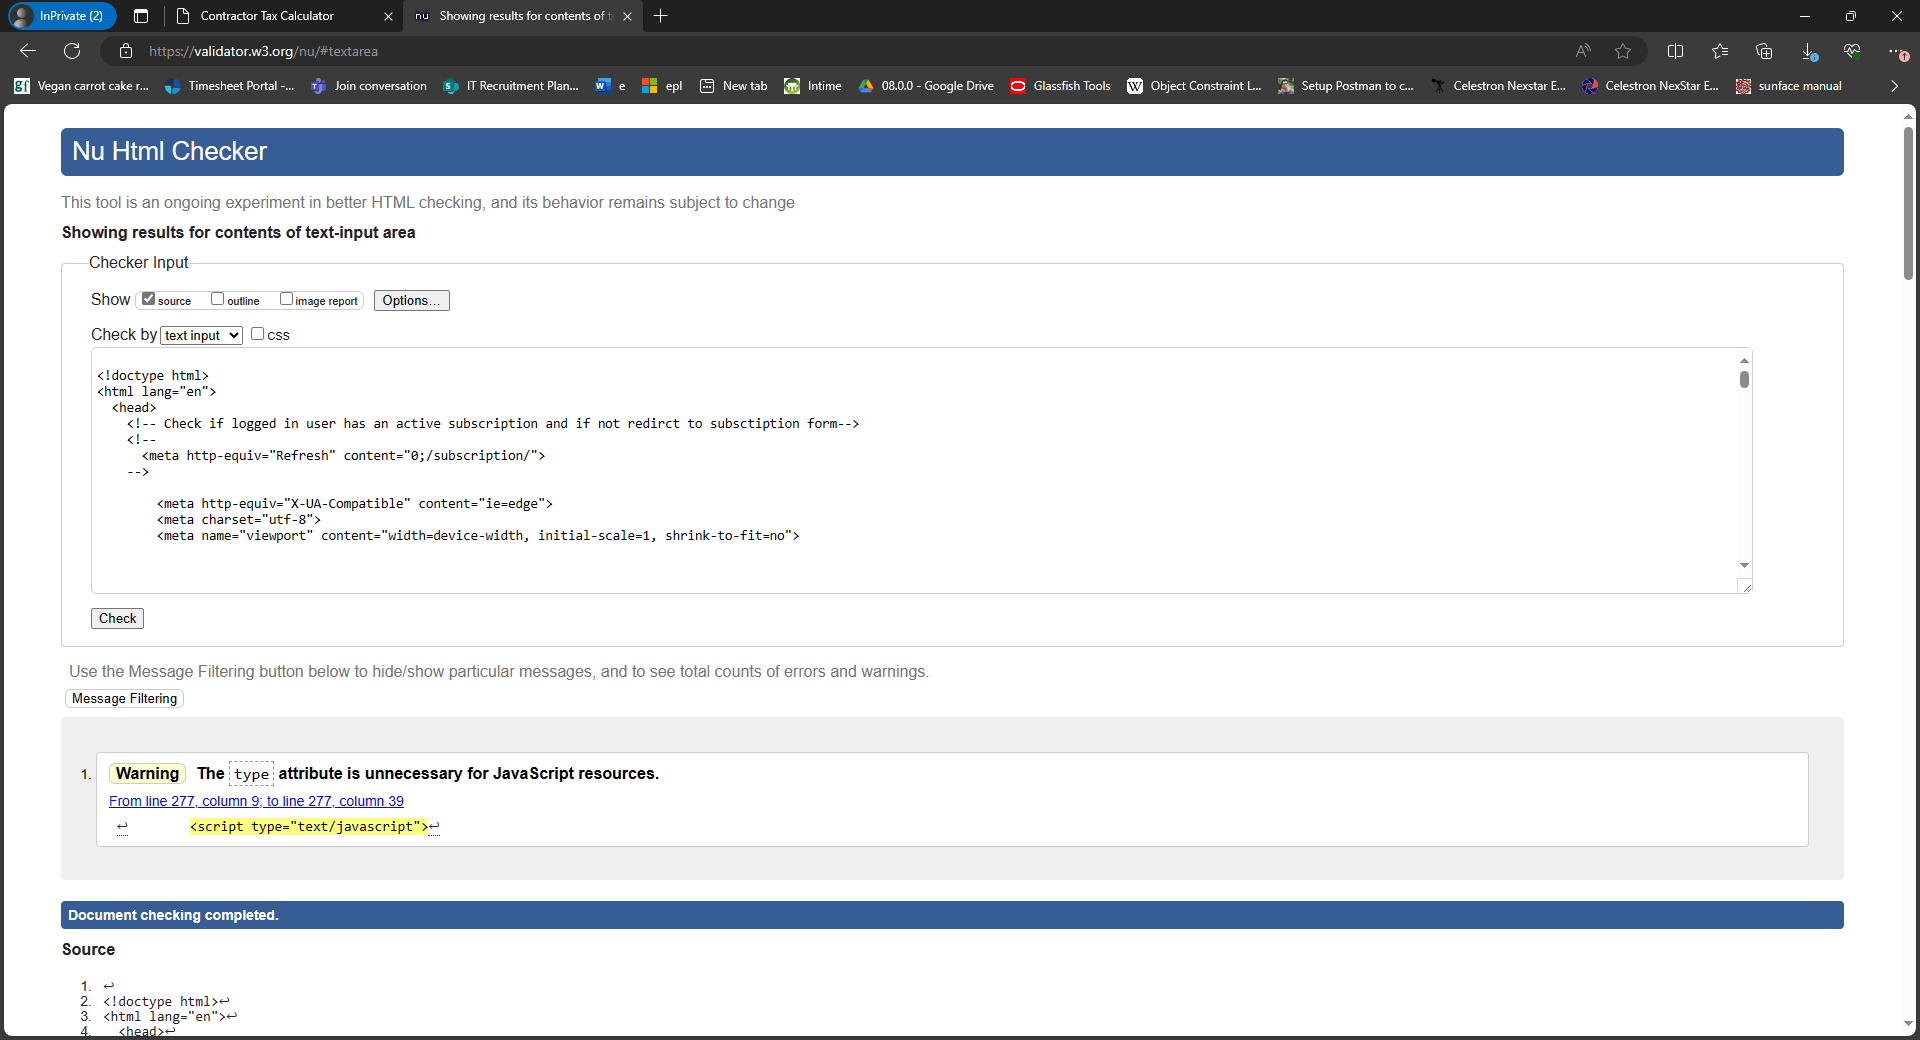 InPrivate (2)
Contractor Tax Calculator
nu Showing results for contents of t
https://validator.w3.org/nu/#textarea
gf Vegan carrot cake r...
Timesheet Portal -...
Join conversation
IT Recruitment Plan...
e
epl
New tab
Intime
08.0.0 - Google Drive
Glassfish Tools
W Object Constraint L...
Setup Postman to c...
Celestron Nexstar E...
Celestron NexStar E...
sunface manual
Nu Html Checker
This tool is an ongoing experiment in better HTML checking, and its behavior remains subject to change
Showing results for contents of text-input area
Checker Input
Show source outline image report Options...
Check by text input css
<!doctype html>
<html lang="en">
<head>
<!-- Check if logged in user has an active subscription and if not redirct to subsctiption form-->
<!--
<meta http-equiv="Refresh" content="0;/subscription/">
-->
<meta http-equiv="X-UA-Compatible" content="ie=edge">
<meta charset="utf-8">
<meta name="viewport" content="width=device-width, initial-scale=1, shrink-to-fit=no">
Check
Use the Message Filtering button below to hide/show particular messages, and to see total counts of errors and warnings.
Message Filtering
1. Warning The type attribute is unnecessary for JavaScript resources.
From line 277, column 9; to line 277, column 39
↩ <script type="text/javascript">↩
Document checking completed.
Source
1. ↩
2. <!doctype html>↩
3. <html lang="en">↩
4. <head>↩